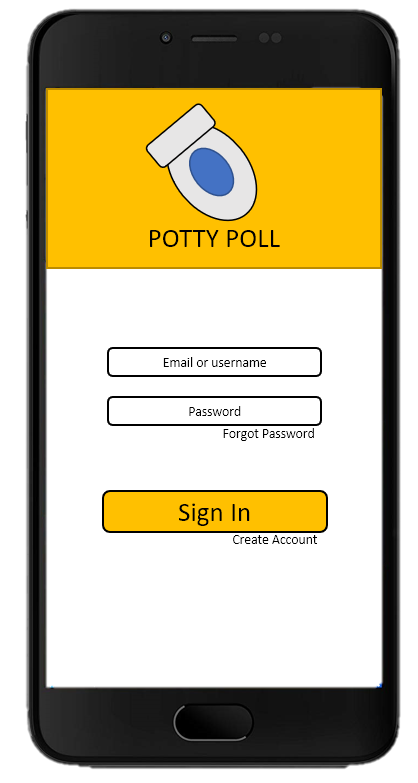 POTTY POLL
Email or username
Password
Forgot Password
Sign In
Create Account